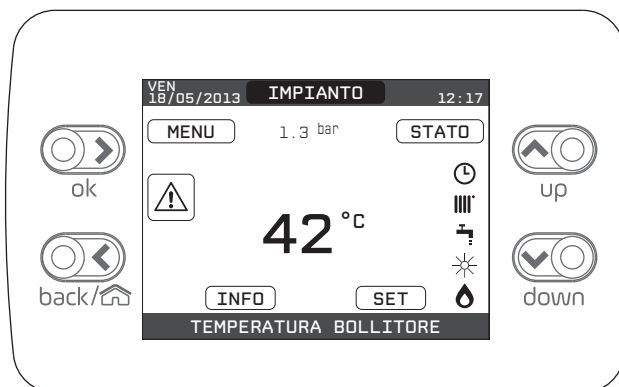 VEN
18/05/2013 IMPIANTO 12:17
MENU 1.3 bar STATO
ok
up
42 °C
back/
down
INFO SET
TEMPERATURA BOLLITORE